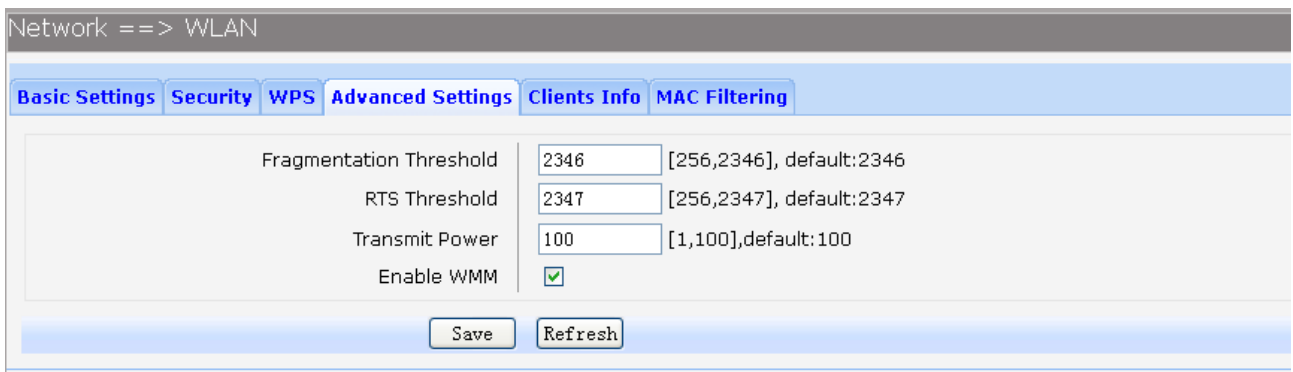 Network ==> WLAN
Basic Settings Security WPS Advanced Settings Clients Info MAC Filtering
Fragmentation Threshold 2346 [256,2346], default:2346
RTS Threshold 2347 [256,2347], default:2347
Transmit Power 100 [1,100],default:100
Enable WMM
Save Refresh